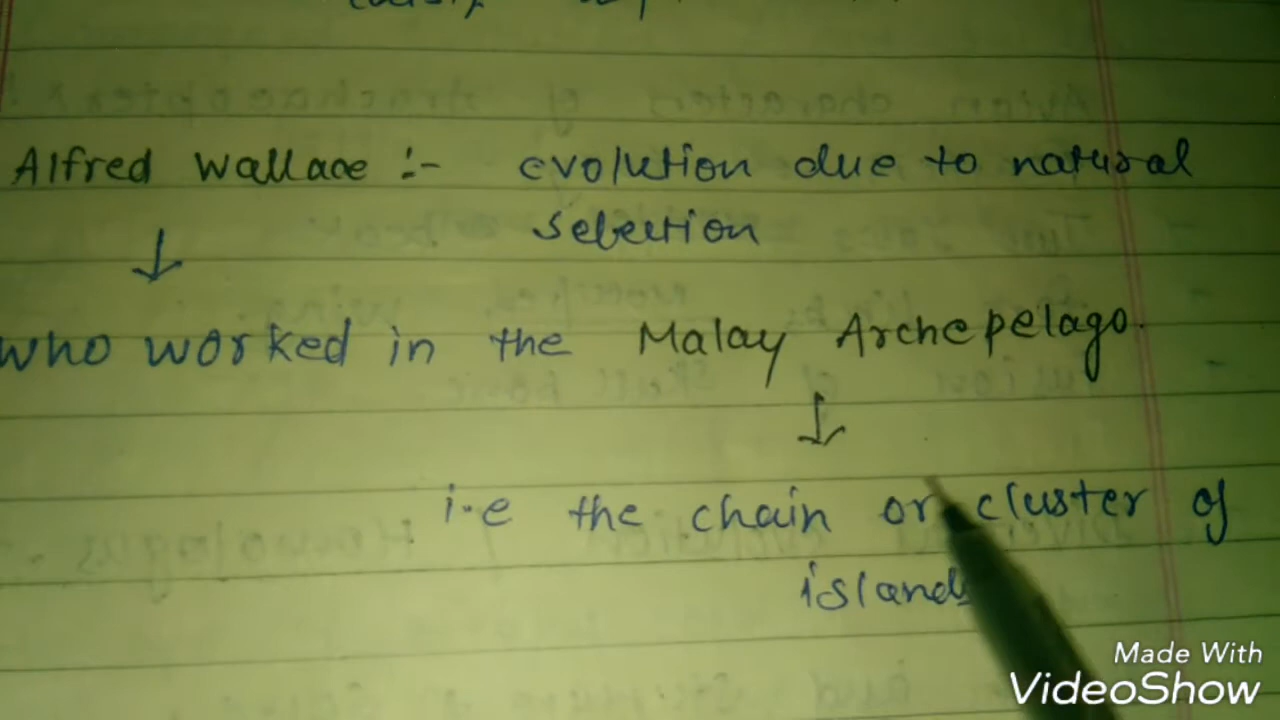 Alfred Wallace :- evolution due to natural
selection
↓
who worked in the Malay Archepelago.
↓
i.e the chain or cluster of
islands
Made With
VideoShow